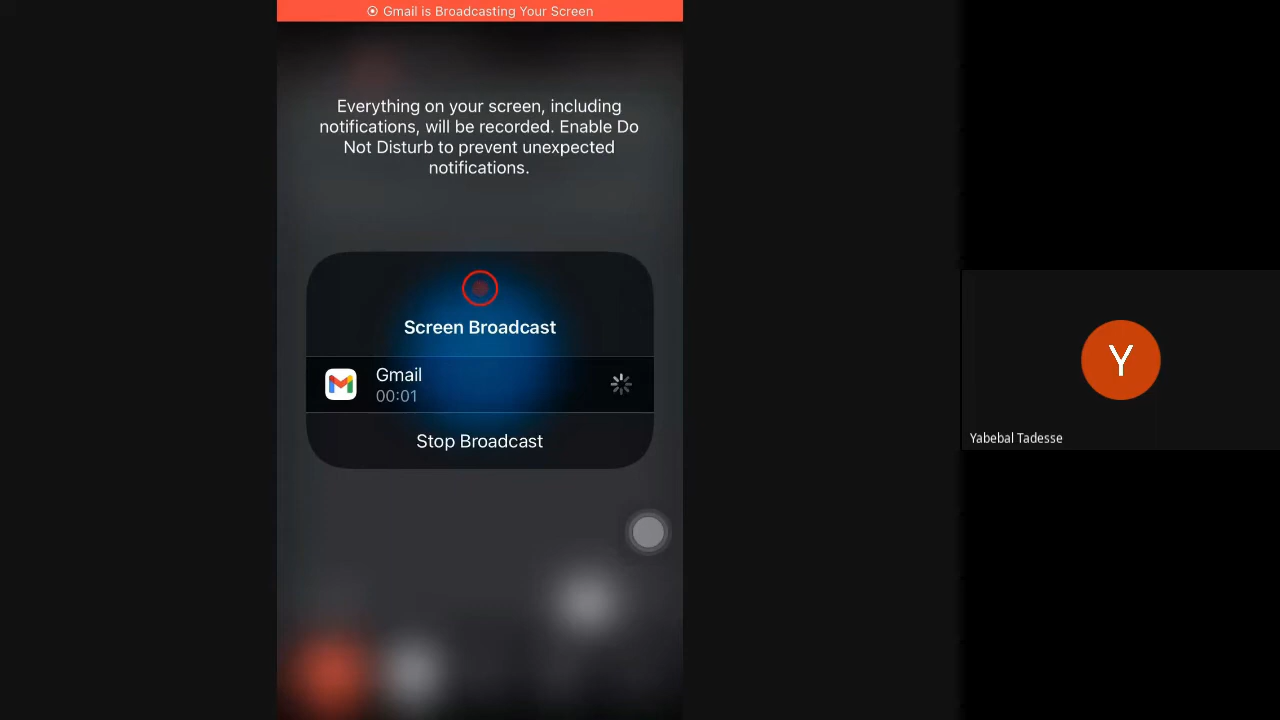 Gmail is Broadcasting Your Screen
Everything on your screen, including
notifications, will be recorded. Enable Do
Not Disturb to prevent unexpected
notifications.
Screen Broadcast
Gmail
00:01
Stop Broadcast
Y
Yabebal Tadesse